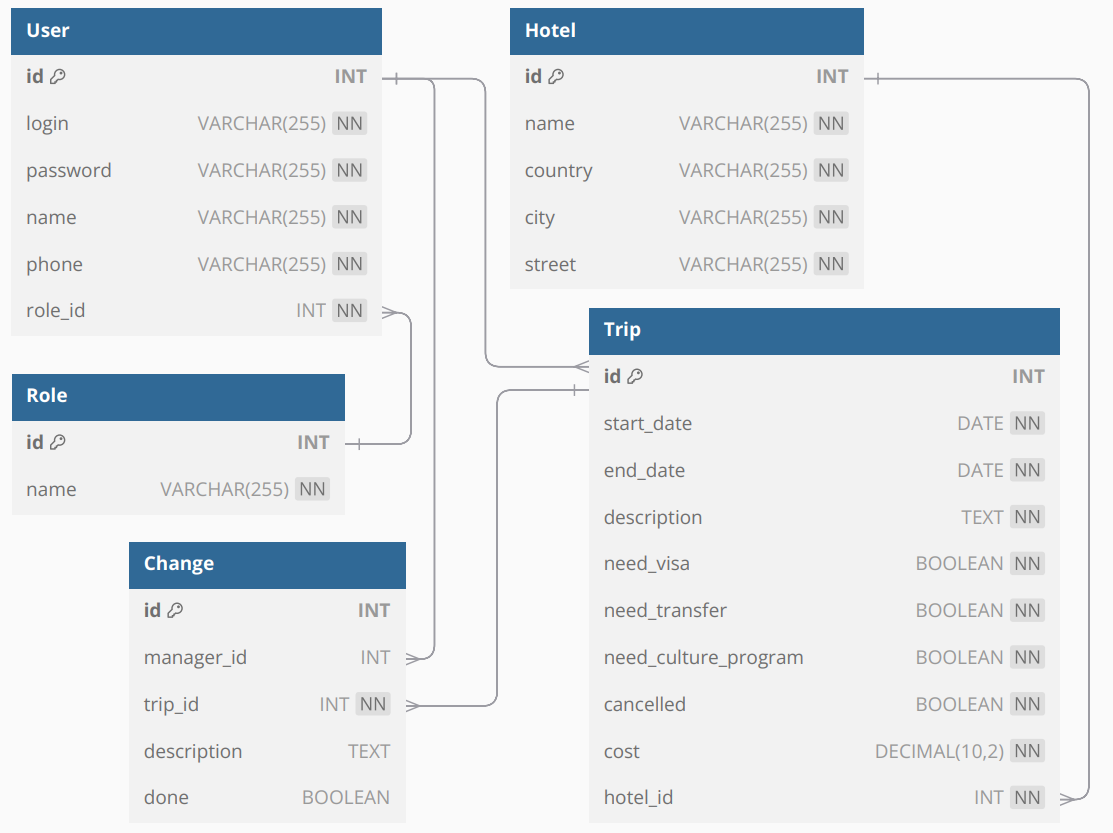 User
id INT
login VARCHAR(255) NN
password VARCHAR(255) NN
name VARCHAR(255) NN
phone VARCHAR(255) NN
role_id INT NN
Hotel
id INT
name VARCHAR(255) NN
country VARCHAR(255) NN
city VARCHAR(255) NN
street VARCHAR(255) NN
Role
id INT
name VARCHAR(255) NN
Trip
id INT
start_date DATE NN
end_date DATE NN
description TEXT NN
need_visa BOOLEAN NN
need_transfer BOOLEAN NN
need_culture_program BOOLEAN NN
cancelled BOOLEAN NN
cost DECIMAL(10,2) NN
hotel_id INT NN
Change
id INT
manager_id INT
trip_id INT NN
description TEXT
done BOOLEAN